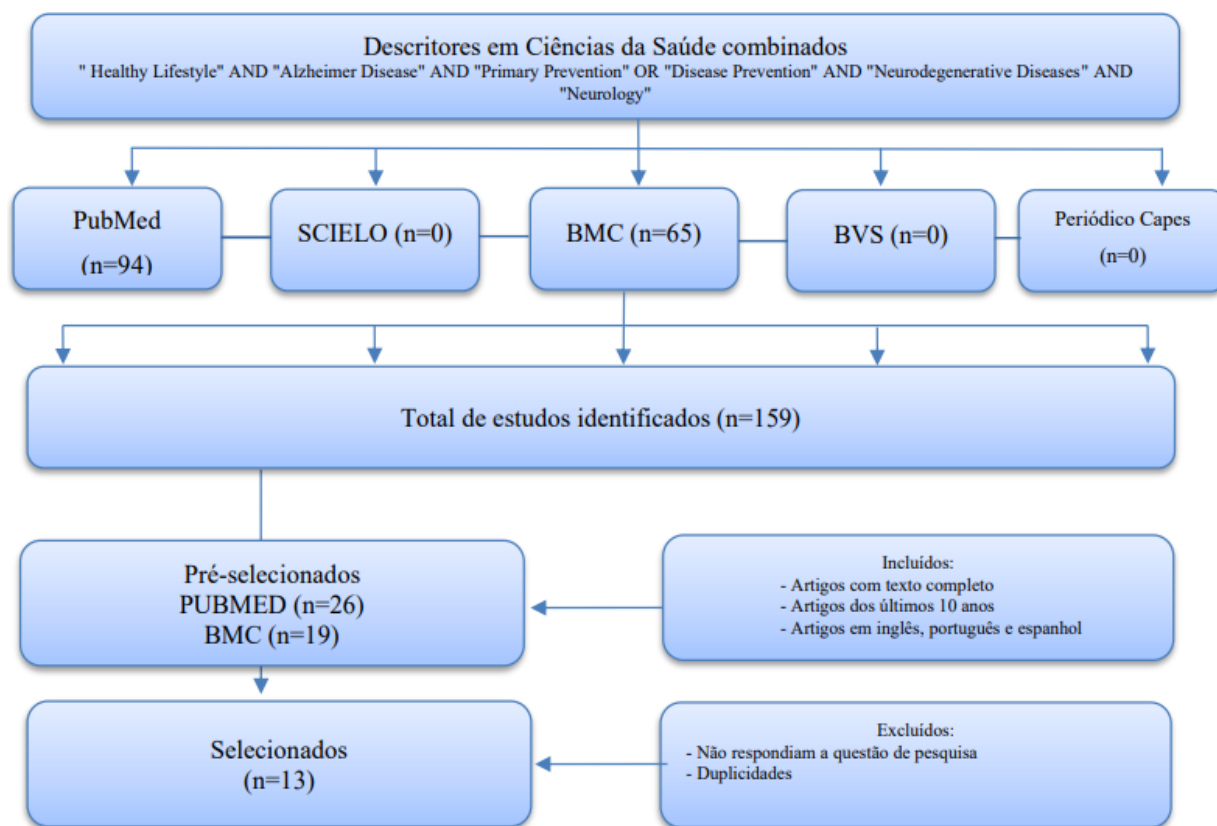 Descritores em Ciências da Saúde combinados
" Healthy Lifestyle" AND "Alzheimer Disease" AND "Primary Prevention" OR "Disease Prevention" AND "Neurodegenerative Diseases" AND
"Neurology"
PubMed
(n=94)
SCIELO (n=0)
BMC (n=65)
BVS (n=0)
Periódico Capes
(n=0)
Total de estudos identificados (n=159)
Pré-selecionados
PUBMED (n=26)
BMC (n=19)
Incluídos:
- Artigos com texto completo
- Artigos dos últimos 10 anos
- Artigos em inglês, português e espanhol
Selecionados
(n=13)
Excluídos:
- Não respondiam a questão de pesquisa
- Duplicidades